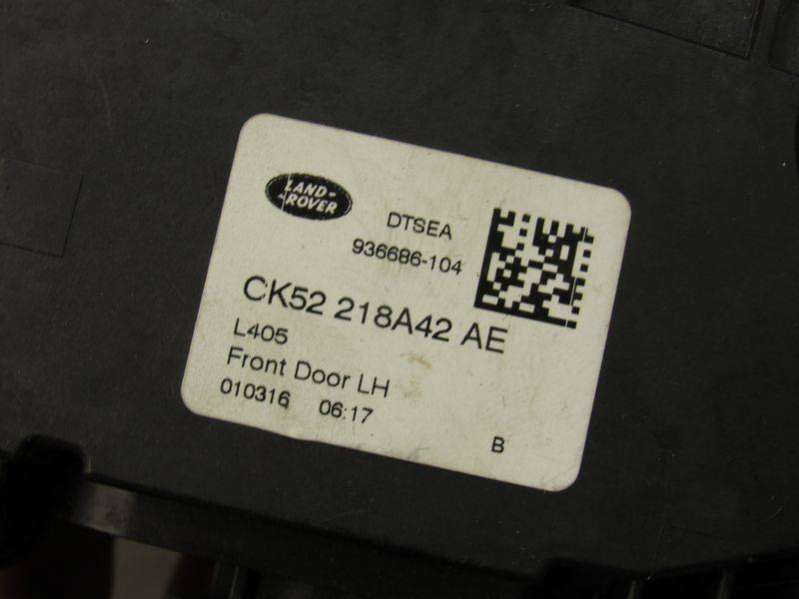 LAND-
-ROVER
DTSEA
936686-104
CK52 218A42 AE
L405
Front Door LH
010316 06:17
B